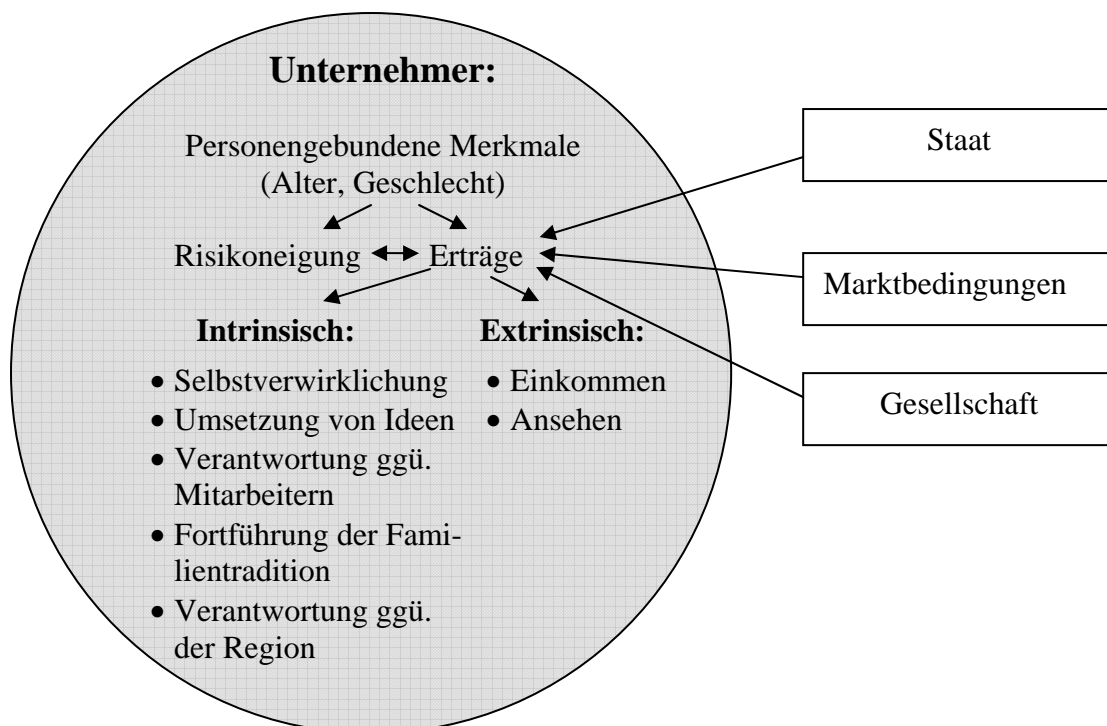 Unternehmer:
Personengebundene Merkmale
(Alter, Geschlecht)
Risikoneigung
Erträge
Intrinsisch:
• Selbstverwirklichung
• Umsetzung von Ideen
• Verantwortung ggü.
Mitarbeitern
• Fortführung der Fami-
lientradition
• Verantwortung ggü.
der Region
Extrinsisch:
• Einkommen
• Ansehen
Staat
Marktbedingungen
Gesellschaft